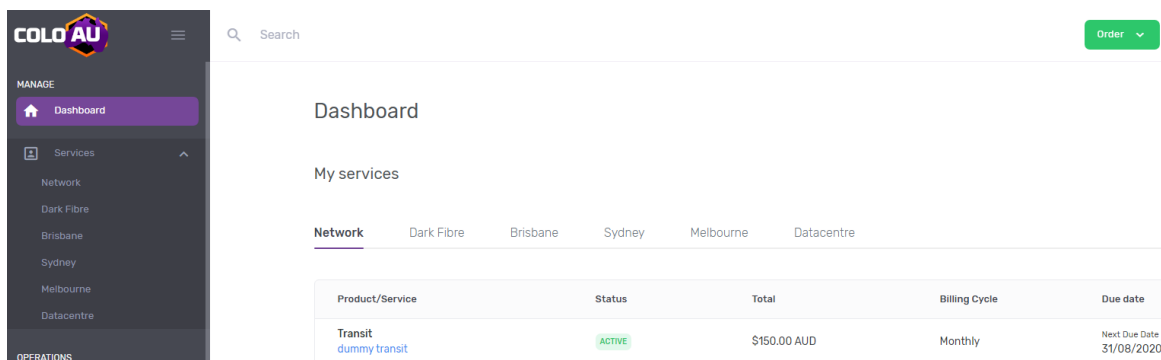 COLO AU
Search
Order
MANAGE
Dashboard
Services
Network
Dark Fibre
Brisbane
Sydney
Melbourne
Datacentre
OPERATIONS
Dashboard
My services
Network Dark Fibre Brisbane Sydney Melbourne Datacentre
Product/Service Status Total Billing Cycle Due date
Transit ACTIVE $150.00 AUD Monthly Next Due Date
dummy transit 31/08/2020